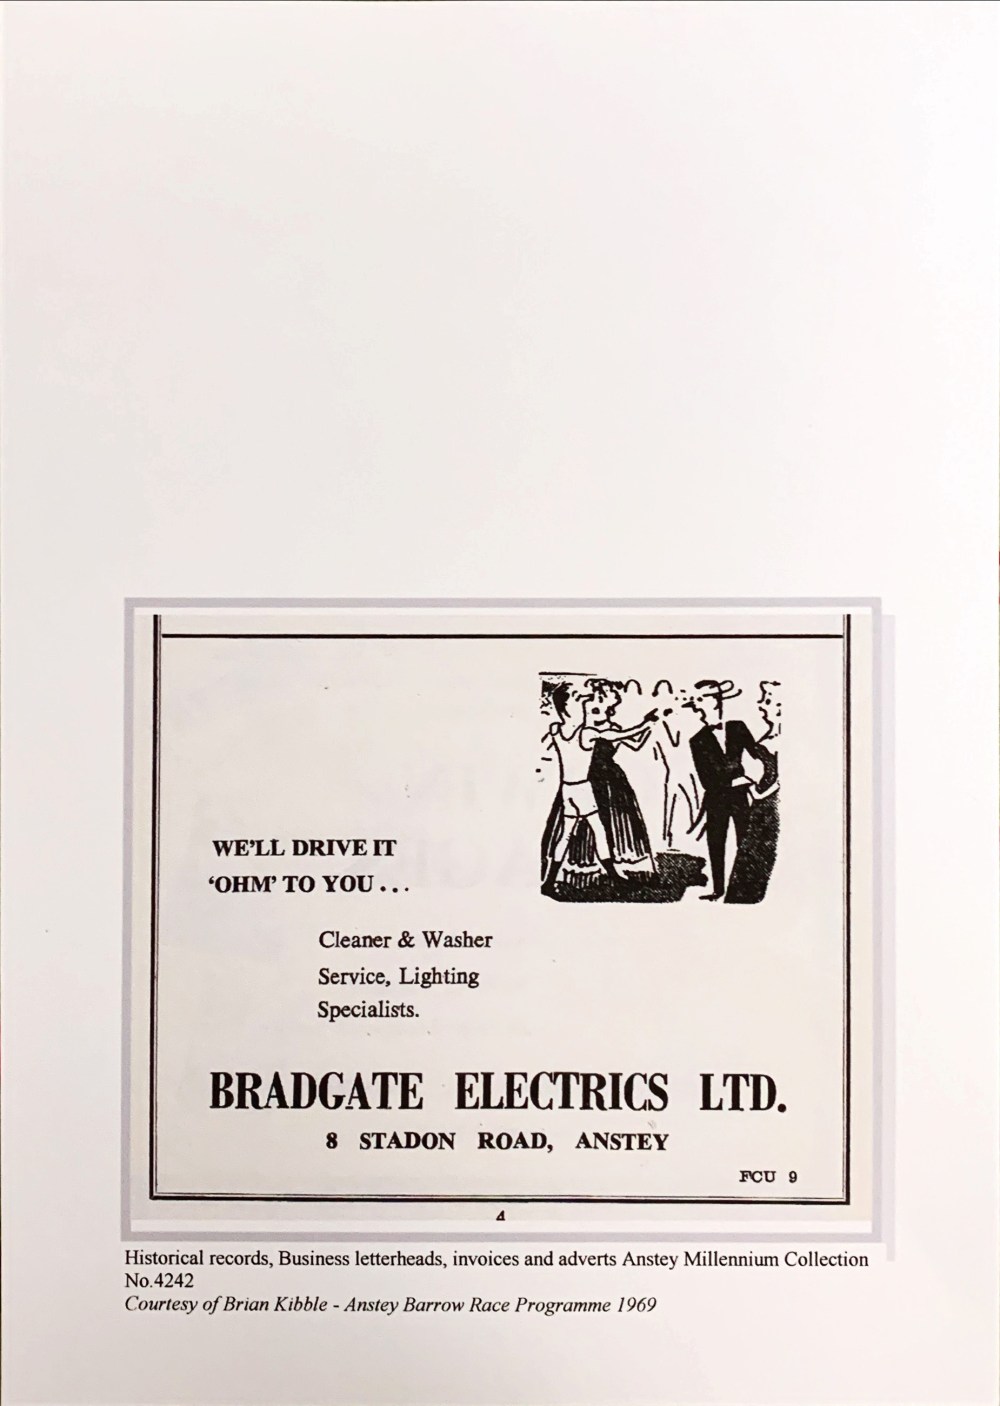 WE'LL DRIVE IT
'OHM' TO YOU . . .
Cleaner & Washer
Service, Lighting
Specialists.
BRADGATE ELECTRICS LTD.
8 STADON ROAD, ANSTEY
FCU 9
4
Historical records, Business letterheads, invoices and adverts Anstey Millennium Collection
No.4242
Courtesy of Brian Kibble - Anstey Barrow Race Programme 1969